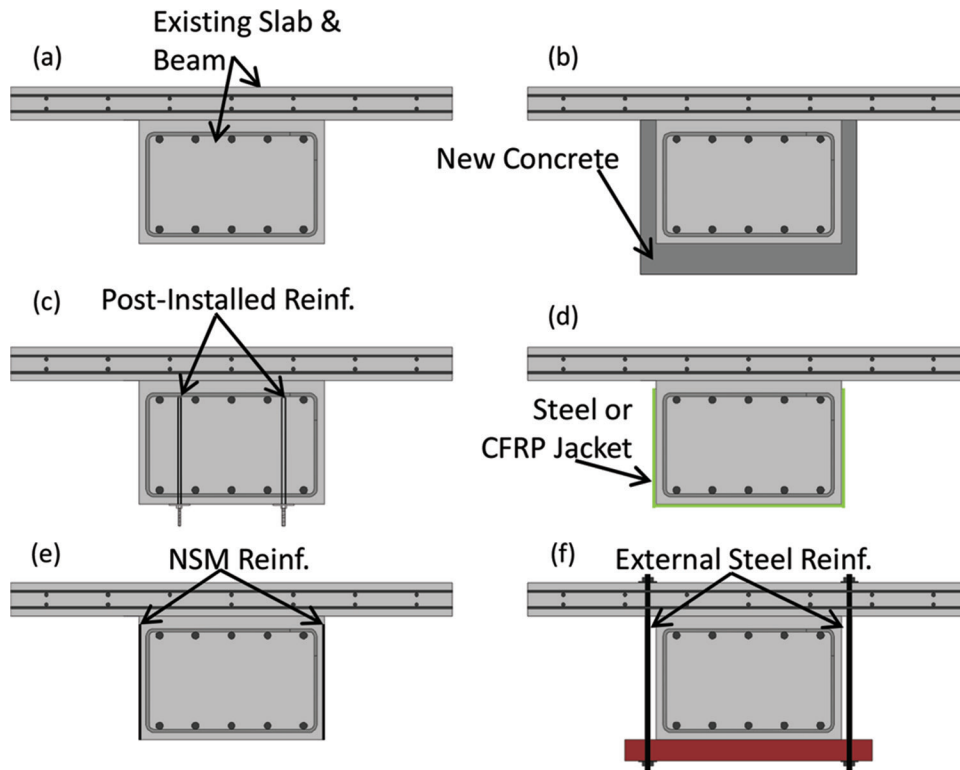 (a)
Existing Slab &
Beam
(b)
New Concrete
(c)
Post-Installed Reinf.
(d)
Steel or
CFRP Jacket
(e)
NSM Reinf.
(f)
External Steel Reinf.